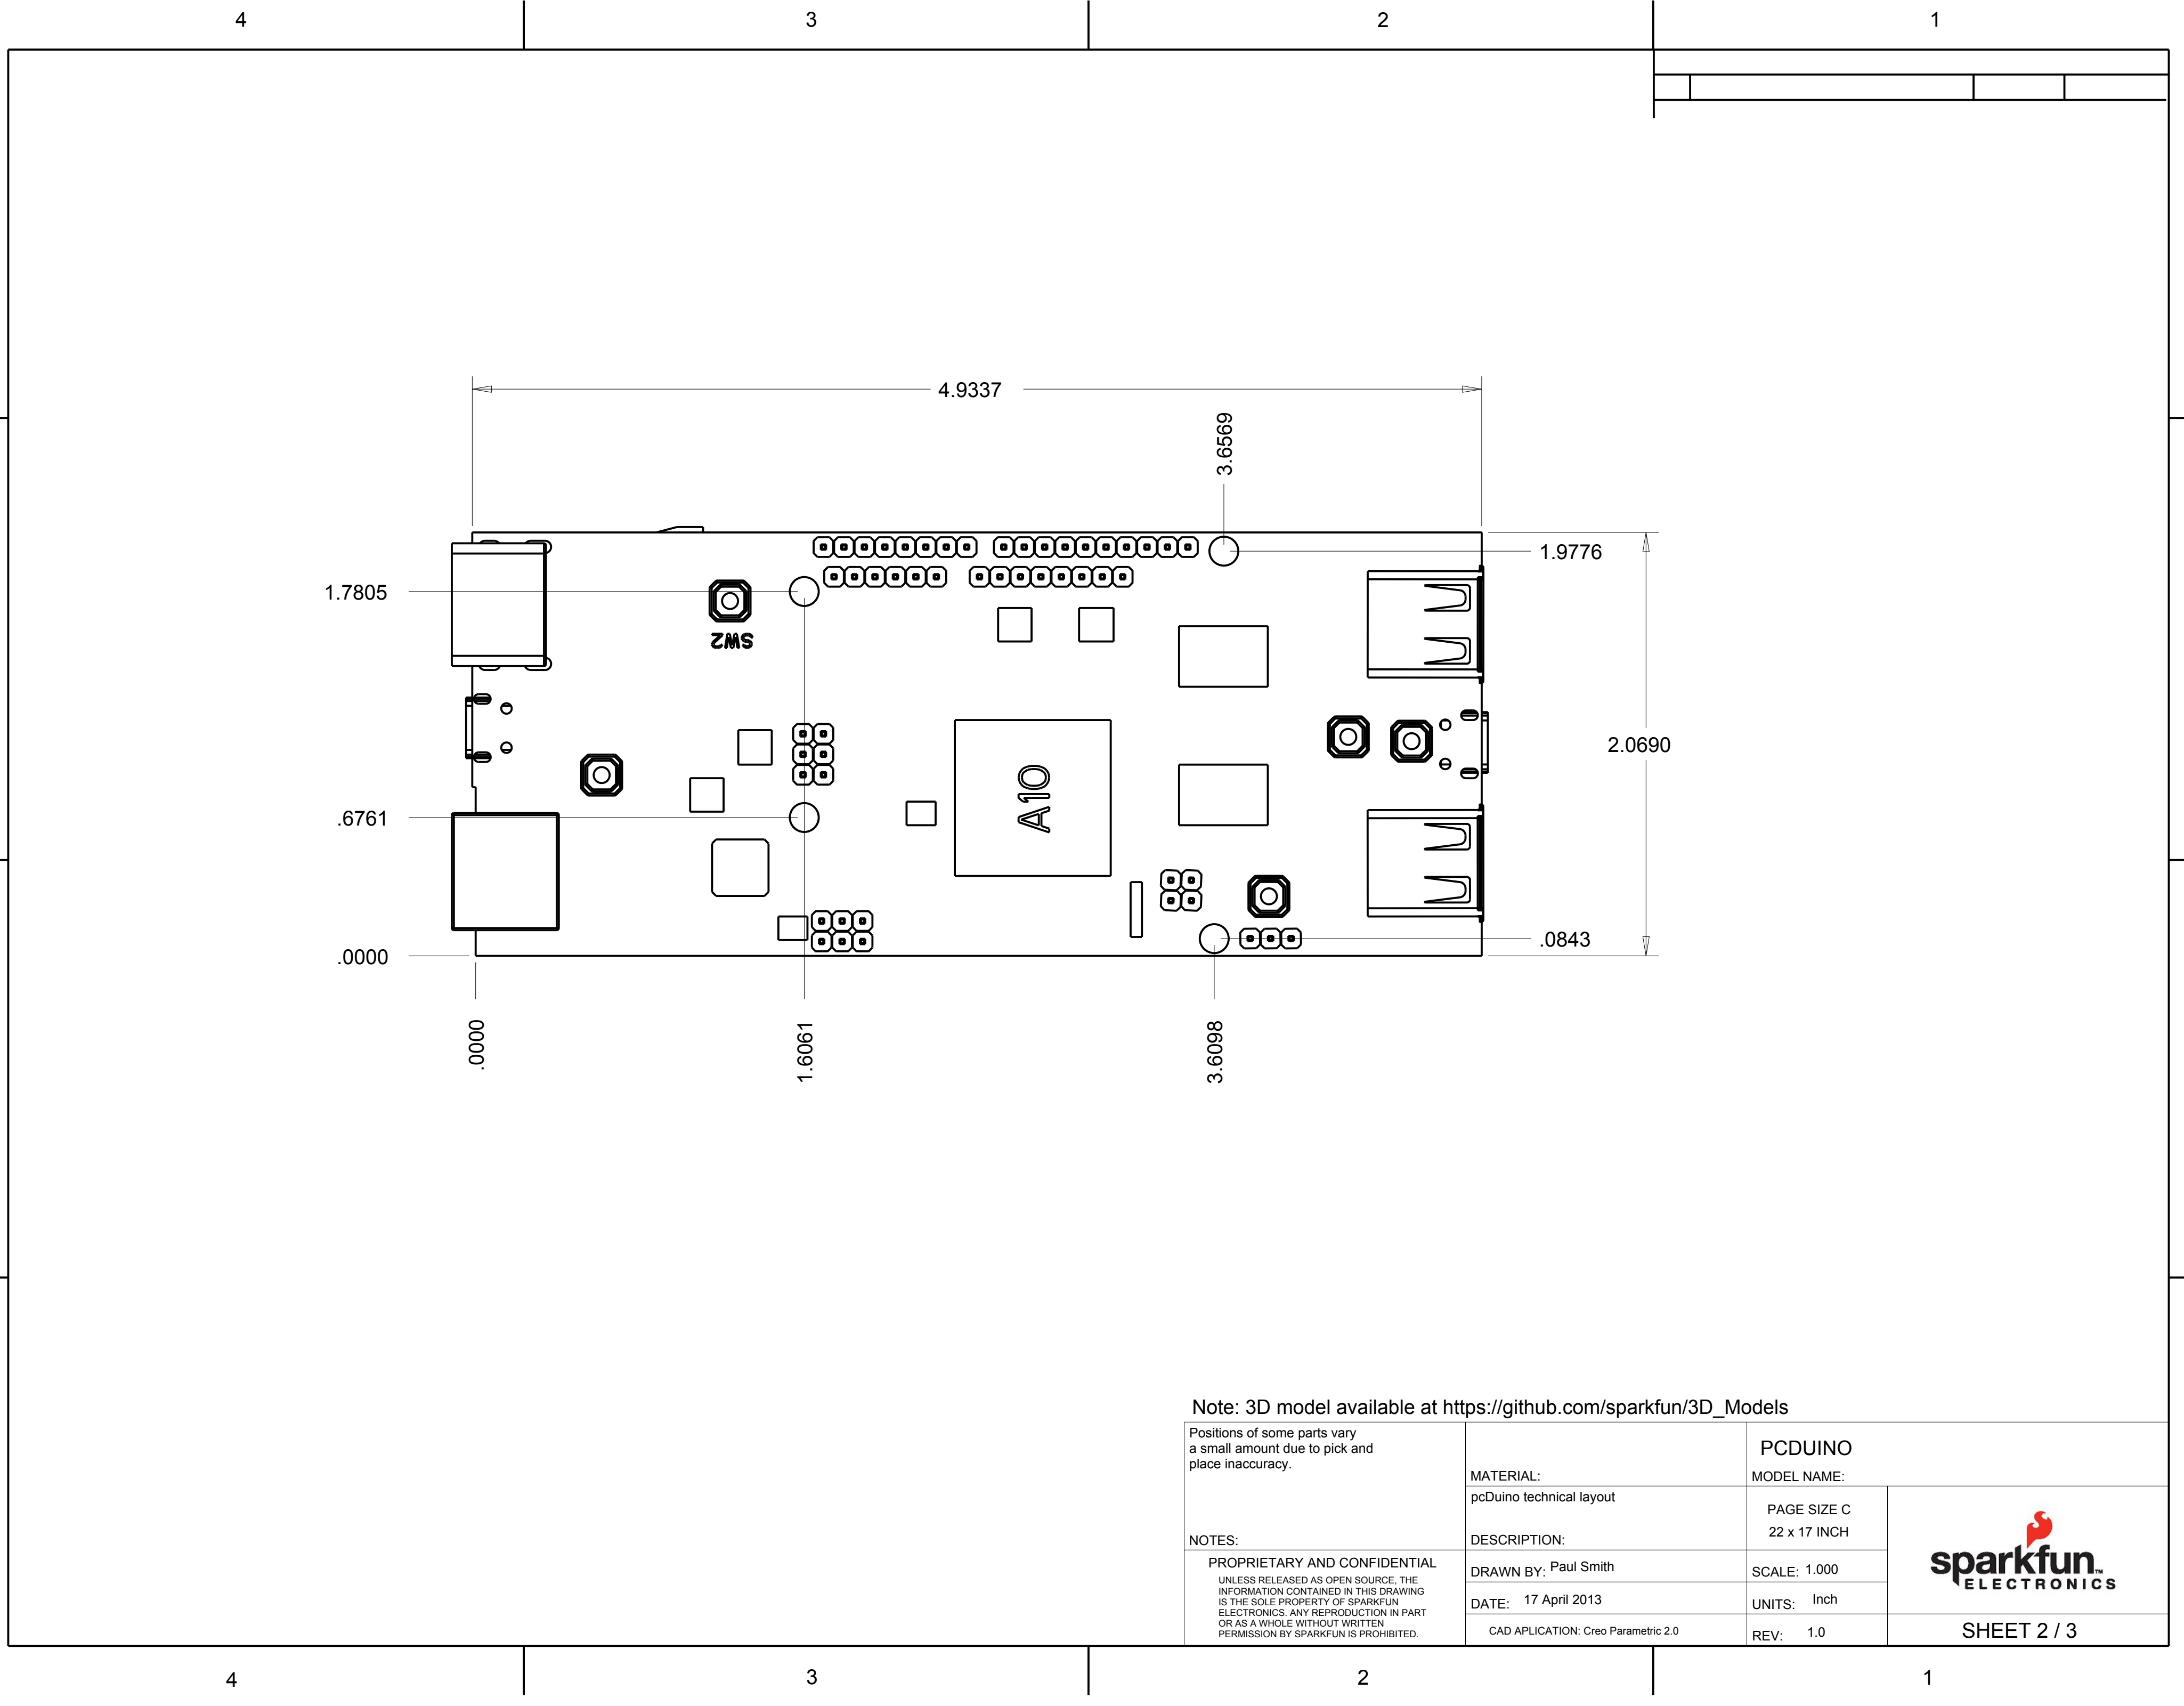 4 3 2 1
4.9337
3.6569
1.9776
1.7805
SW2
2.0690
A10
.6761
.0843
.0000
.0000
1.6061
3.6098
Note: 3D model available at https://github.com/sparkfun/3D_Models
Positions of some parts vary
a small amount due to pick and
place inaccuracy.
NOTES:
PROPRIETARY AND CONFIDENTIAL
UNLESS RELEASED AS OPEN SOURCE, THE
INFORMATION CONTAINED IN THIS DRAWING
IS THE SOLE PROPERTY OF SPARKFUN
ELECTRONICS. ANY REPRODUCTION IN PART
OR AS A WHOLE WITHOUT WRITTEN
PERMISSION BY SPARKFUN IS PROHIBITED.
MATERIAL:
pcDuino technical layout
DESCRIPTION:
DRAWN BY: Paul Smith
DATE: 17 April 2013
CAD APLICATION: Creo Parametric 2.0
PCDUINO
MODEL NAME:
PAGE SIZE C
22 x 17 INCH
SCALE: 1.000
UNITS: Inch
REV: 1.0
sparkfun™
ELECTRONICS
SHEET 2 / 3
4 3 2 1